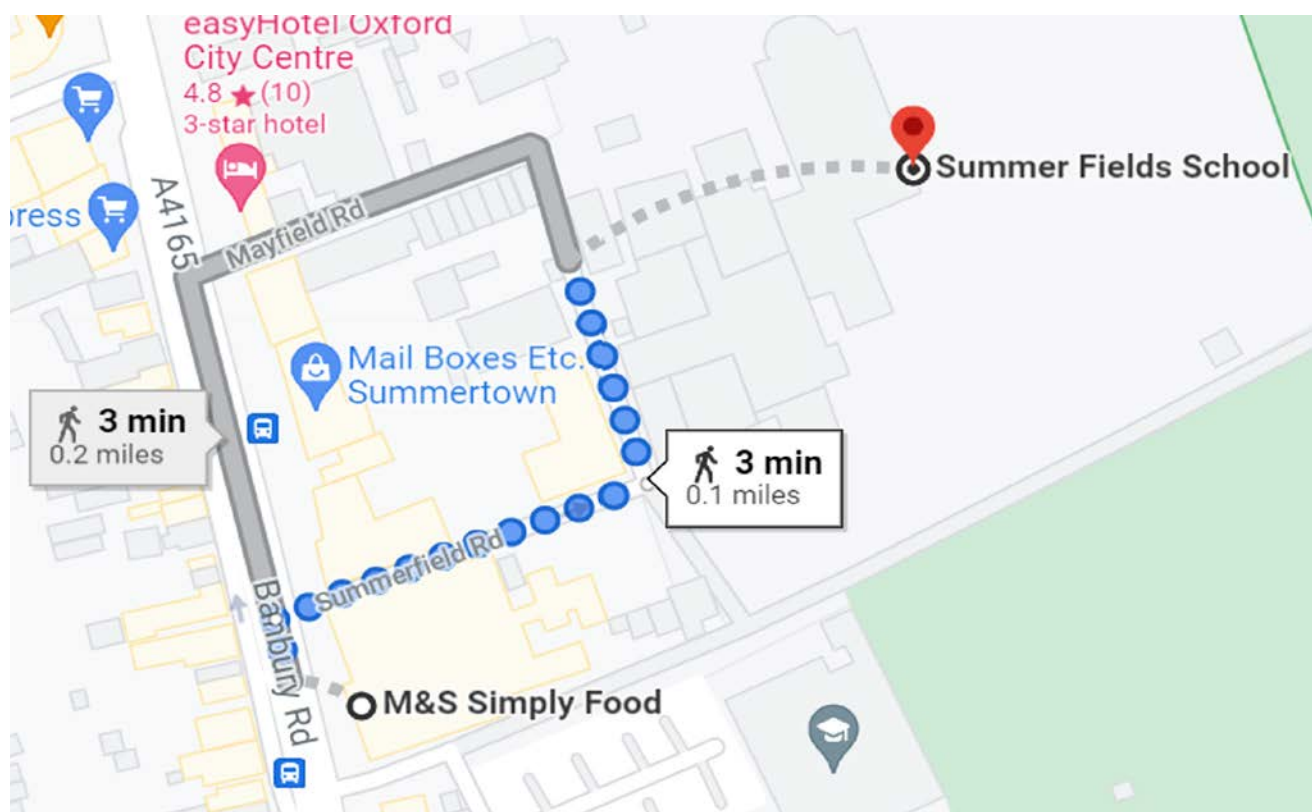 easyHotel Oxford
City Centre
4.8 ★ (10)
3-star hotel
A4165
Mayfield Rd
Summer Fields School
press
Mail Boxes Etc.
Summertown
3 min
0.2 miles
3 min
0.1 miles
Summerfield Rd
Banbury Rd
M&S Simply Food